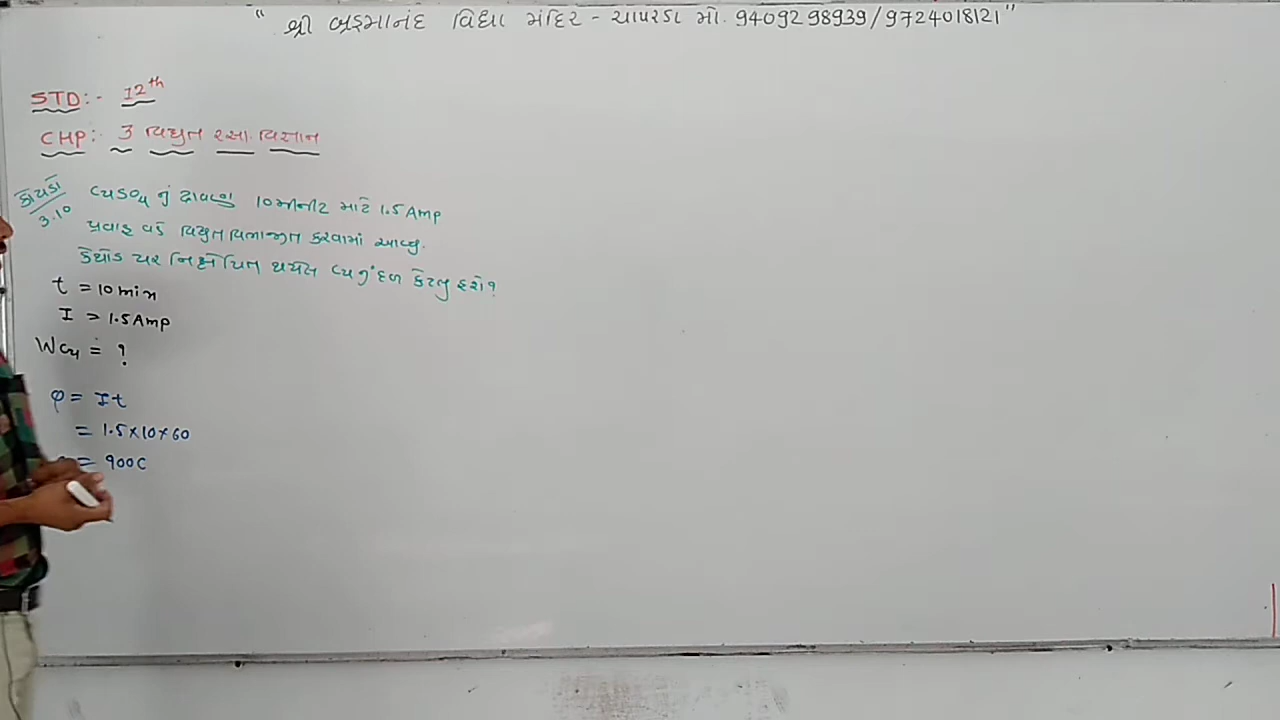 " શ્રી બ્રહ્માનંદ વિદ્યા મંદિર - ચાપરડા મો. 9409298939/9724018121"
STD:- 12th
CHP:- 3 વિદ્યુત રસા. વિજ્ઞાન
કોયડો 3.10
CuSO4 નું દ્રાવણ 10 મીનીટ માટે 1.5 Amp
પ્રવાહ વડે વિદ્યુતવિભાજીત કરવામાં આવ્યુ.
કેથોડ પર નિક્ષેપિત થયેલ Cu નું દળ કેટલુ હશે?
t = 10 min
I = 1.5 Amp
WCu = ?
φ = It
= 1.5 × 10 × 60
= 900 C